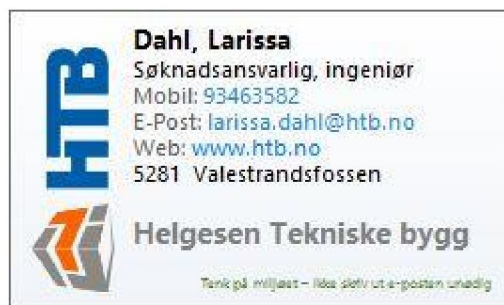 HTB
Dahl, Larissa
Søknadsansvarlig, ingeniør
Mobil: 93463582
E-Post: larissa.dahl@htb.no
Web: www.htb.no
5281 Valestrandsfossen
Helgesen Tekniske bygg
Tenk på miljøet – ikke skriv ut e-posten unødig